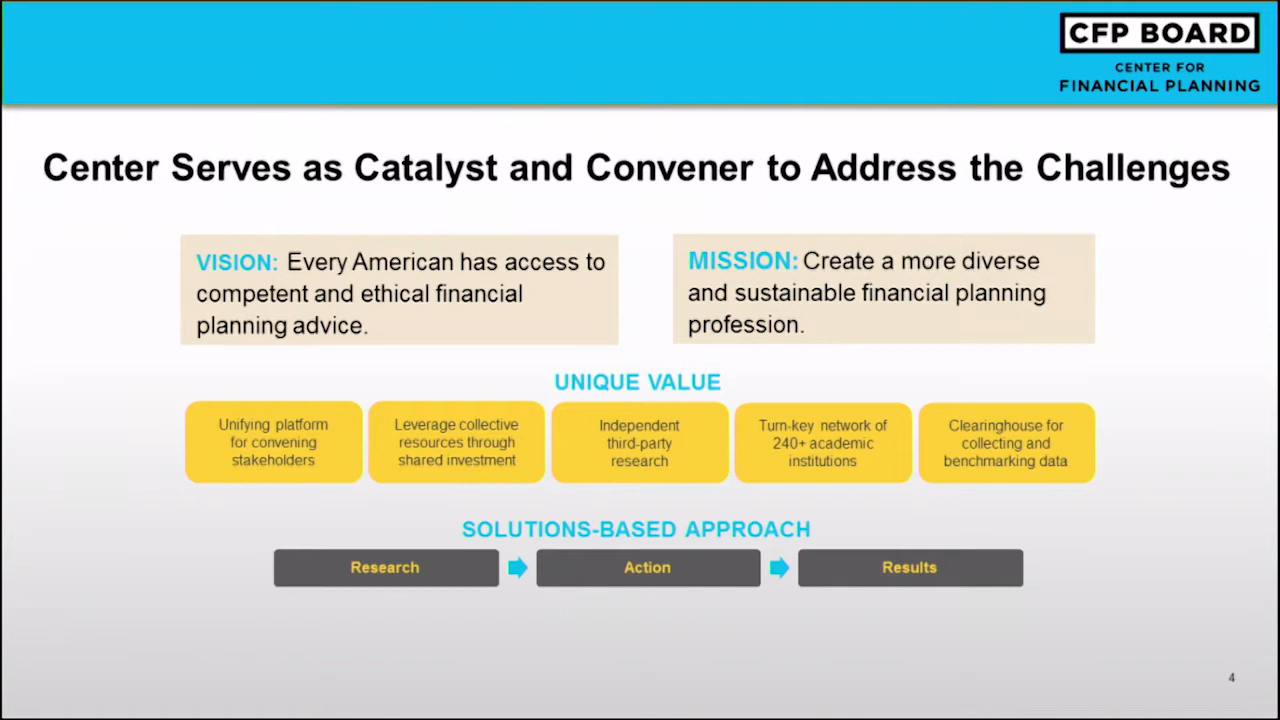 CFP BOARD
CENTER FOR
FINANCIAL PLANNING
Center Serves as Catalyst and Convener to Address the Challenges
VISION: Every American has access to
competent and ethical financial
planning advice.
MISSION: Create a more diverse
and sustainable financial planning
profession.
UNIQUE VALUE
Unifying platform
for convening
stakeholders
Leverage collective
resources through
shared investment
Independent
third-party
research
Turn-key network of
240+ academic
institutions
Clearinghouse for
collecting and
benchmarking data
SOLUTIONS-BASED APPROACH
Research
Action
Results
4